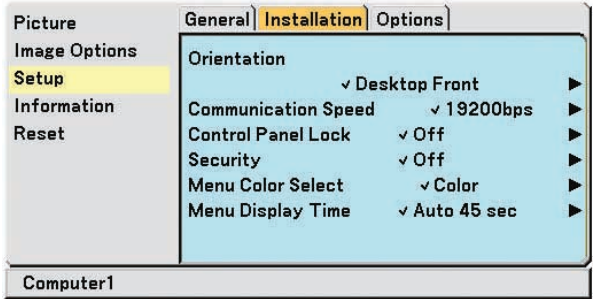 General Installation Options
Picture
Image Options
Setup
Information
Reset
Orientation
✓ Desktop Front ▶
Communication Speed ✓ 19200bps ▶
Control Panel Lock ✓ Off ▶
Security ✓ Off ▶
Menu Color Select ✓ Color ▶
Menu Display Time ✓ Auto 45 sec ▶
Computer1